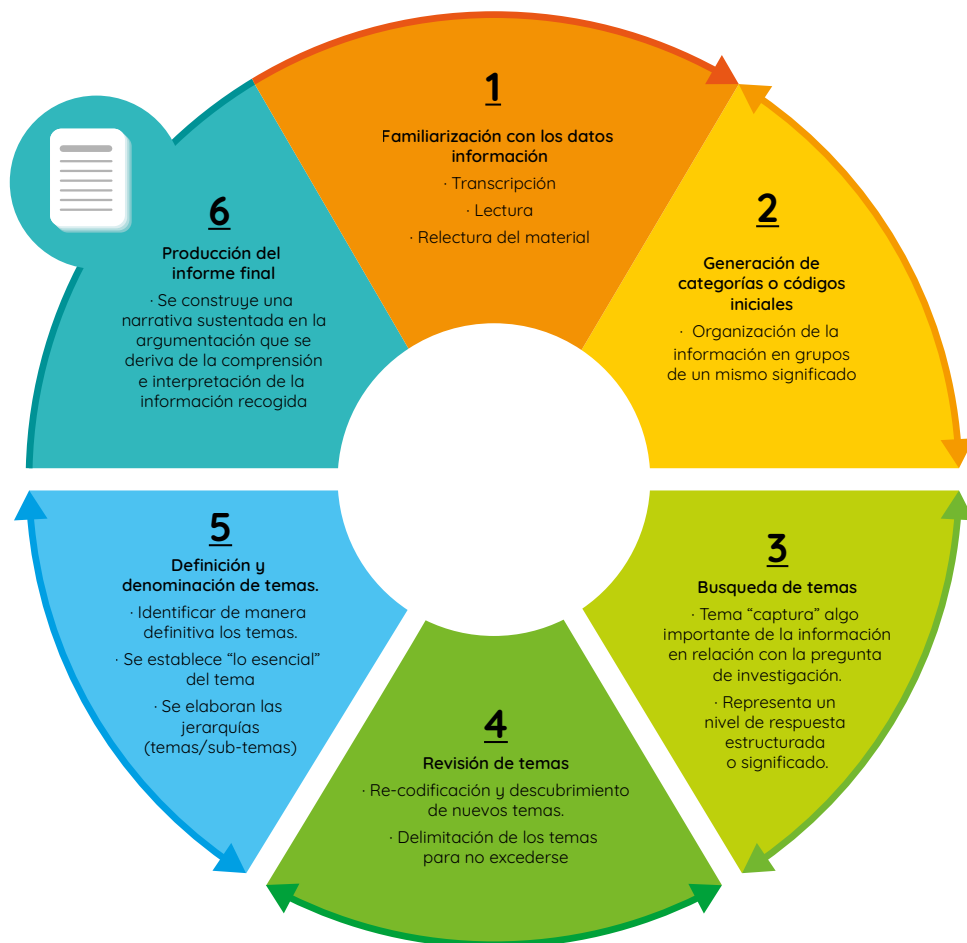 1
Familiarización con los datos
información
· Transcripción
· Lectura
· Relectura del material
2
Generación de
categorías o códigos
iniciales
· Organización de la
información en grupos
de un mismo significado
3
Busqueda de temas
· Tema “captura” algo
importante de la información
en relación con la pregunta
de investigación.
· Representa un
nivel de respuesta
estructurada
o significado.
4
Revisión de temas
· Re-codificación y descubrimiento
de nuevos temas.
· Delimitación de los temas
para no excederse
5
Definición y
denominación de temas.
· Identificar de manera
definitiva los temas.
· Se establece “lo esencial”
del tema
· Se elaboran las
jerarquías
(temas/sub-temas)
6
Producción del
informe final
· Se construye una
narrativa sustentada en la
argumentación que se
deriva de la comprensión
e interpretación de la
información recogida